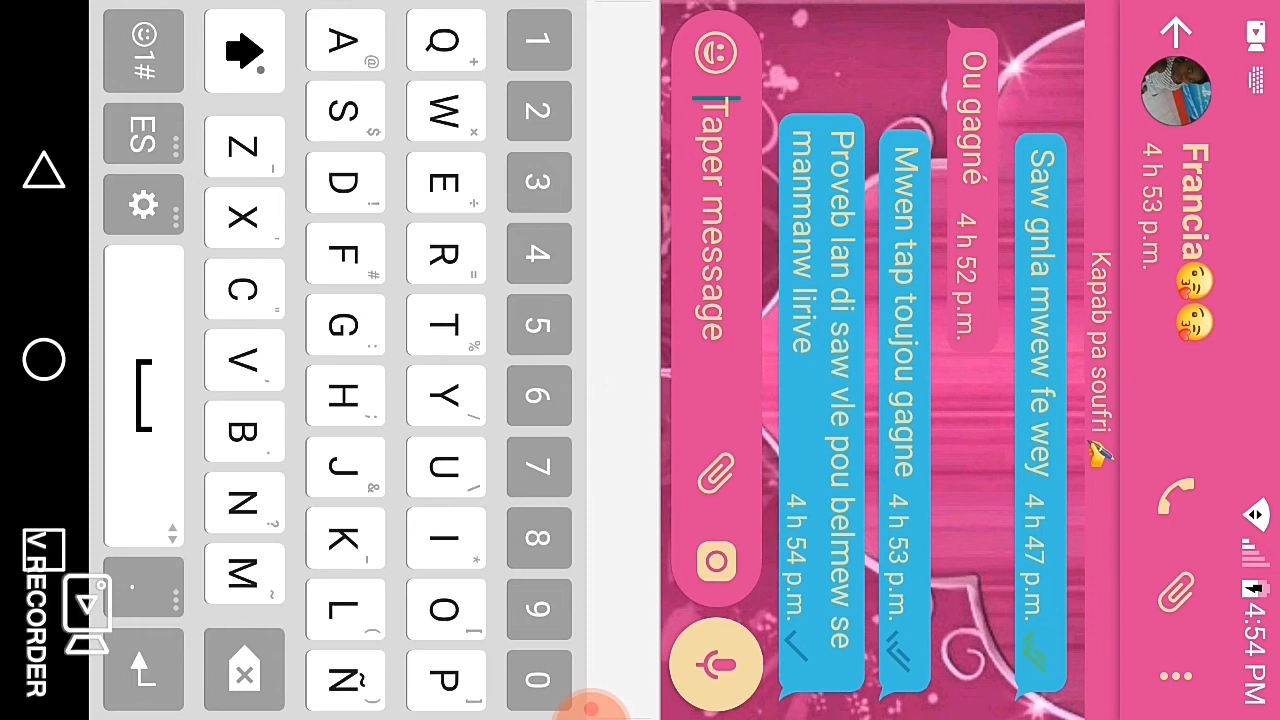 4:54 PM
Francia
4 h 53 p.m.
Kapab pa soufri
Saw gnla mwew fe wey 4 h 47 p.m.
Ou gagné 4 h 52 p.m.
Mwen tap toujou gagne 4 h 53 p.m.
Proveb lan di saw vle pou belmew se
manmanw lirive 4 h 54 p.m.
Taper message
1 2 3 4 5 6 7 8 9 0
Q W E R T Y U I O P
A S D F G H J K L Ñ
Z X C V B N M
1# ES .
V.RECORDER